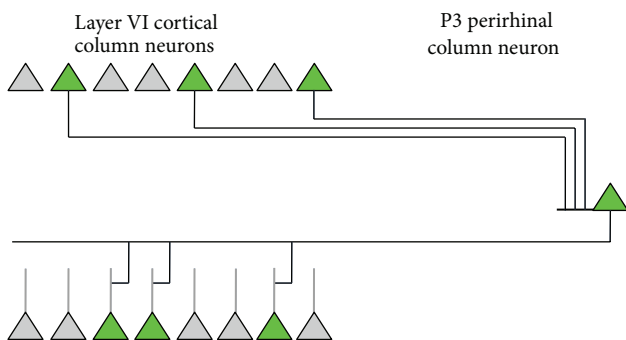 Layer VI cortical
column neurons
P3 perirhinal
column neuron